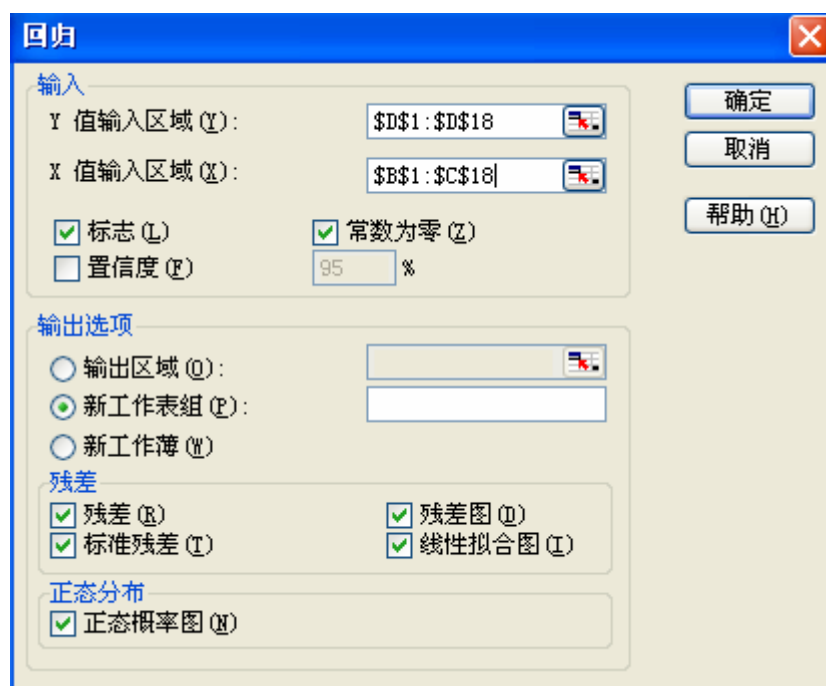 回归
输入
Y 值输入区域(Y):
$D$1:$D$18
X 值输入区域(X):
$B$1:$C$18
标志(L)
常数为零(Z)
置信度(F)
95
%
确定
取消
帮助(H)
输出选项
输出区域(O):
新工作表组(P):
新工作薄(W)
残差
残差(R)
残差图(D)
标准残差(T)
线性拟合图(I)
正态分布
正态概率图(N)